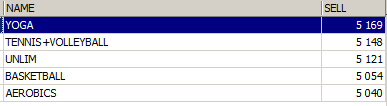 NAME SELL
YOGA 5 169
TENNIS+VOLLEYBALL 5 148
UNLIM 5 121
BASKETBALL 5 054
AEROBICS 5 040